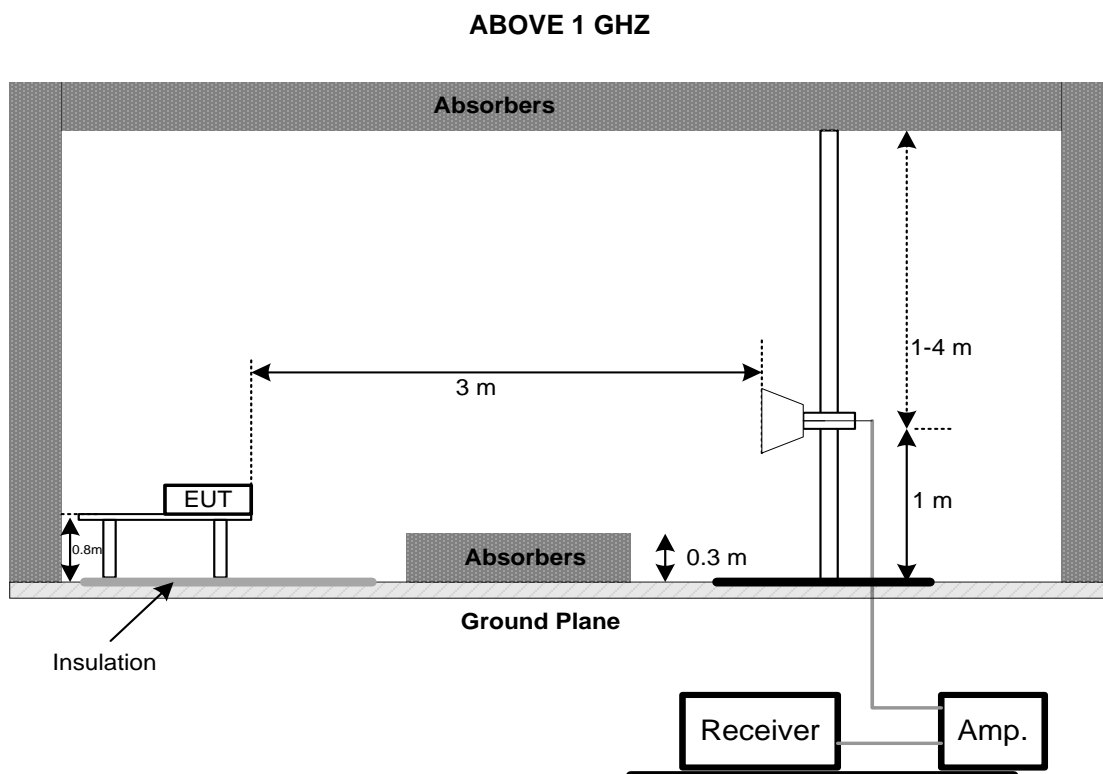 ABOVE 1 GHZ
Absorbers
1-4 m
3 m
EUT
1 m
0.8m
Absorbers
0.3 m
Ground Plane
Insulation
Receiver
Amp.